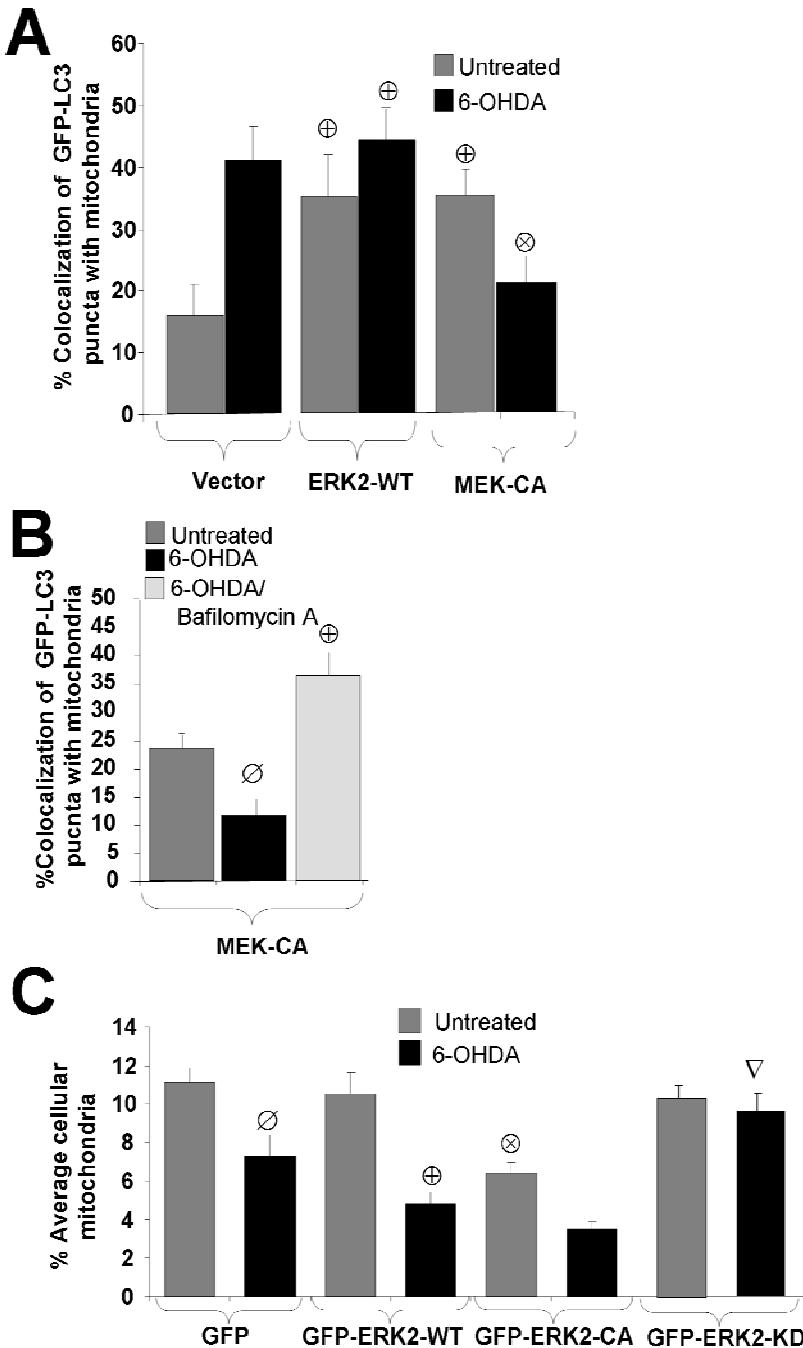 A
% Colocalization of GFP-LC3
puncta with mitochondria
60
50
40
30
20
10
0
Untreated
6-OHDA
Vector
ERK2-WT
MEK-CA
B
Untreated
6-OHDA
6-OHDA/
Bafilomycin A
%Colocalization of GFP-LC3
pucnta with mitochondria
50
45
40
35
30
25
20
15
10
5
0
MEK-CA
C
Untreated
6-OHDA
% Average cellular
mitochondria
14
12
10
8
6
4
2
0
GFP
GFP-ERK2-WT
GFP-ERK2-CA
GFP-ERK2-KD